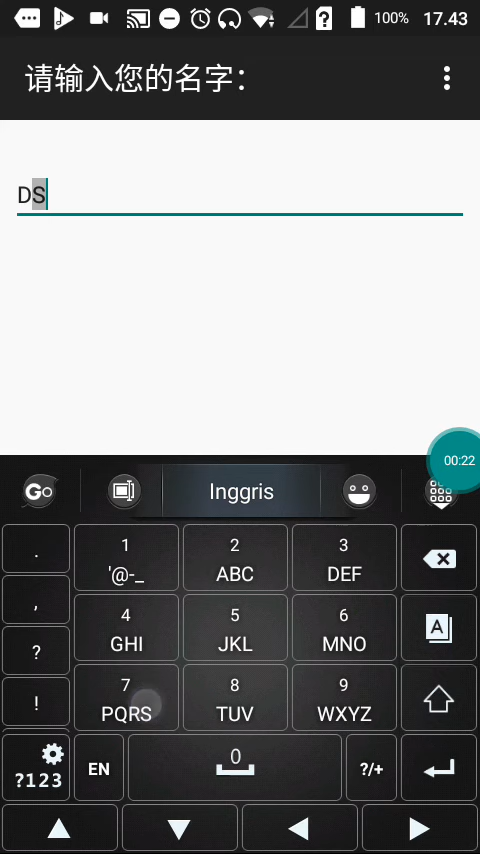 100% 17.43
请输入您的名字：
DS
00:22
GO Inggris
. 1 2 3
'@-_ ABC DEF
, 4 5 6
GHI JKL MNO A
?
! 7 8 9
PQRS TUV WXYZ
?123 EN 0 ?/+